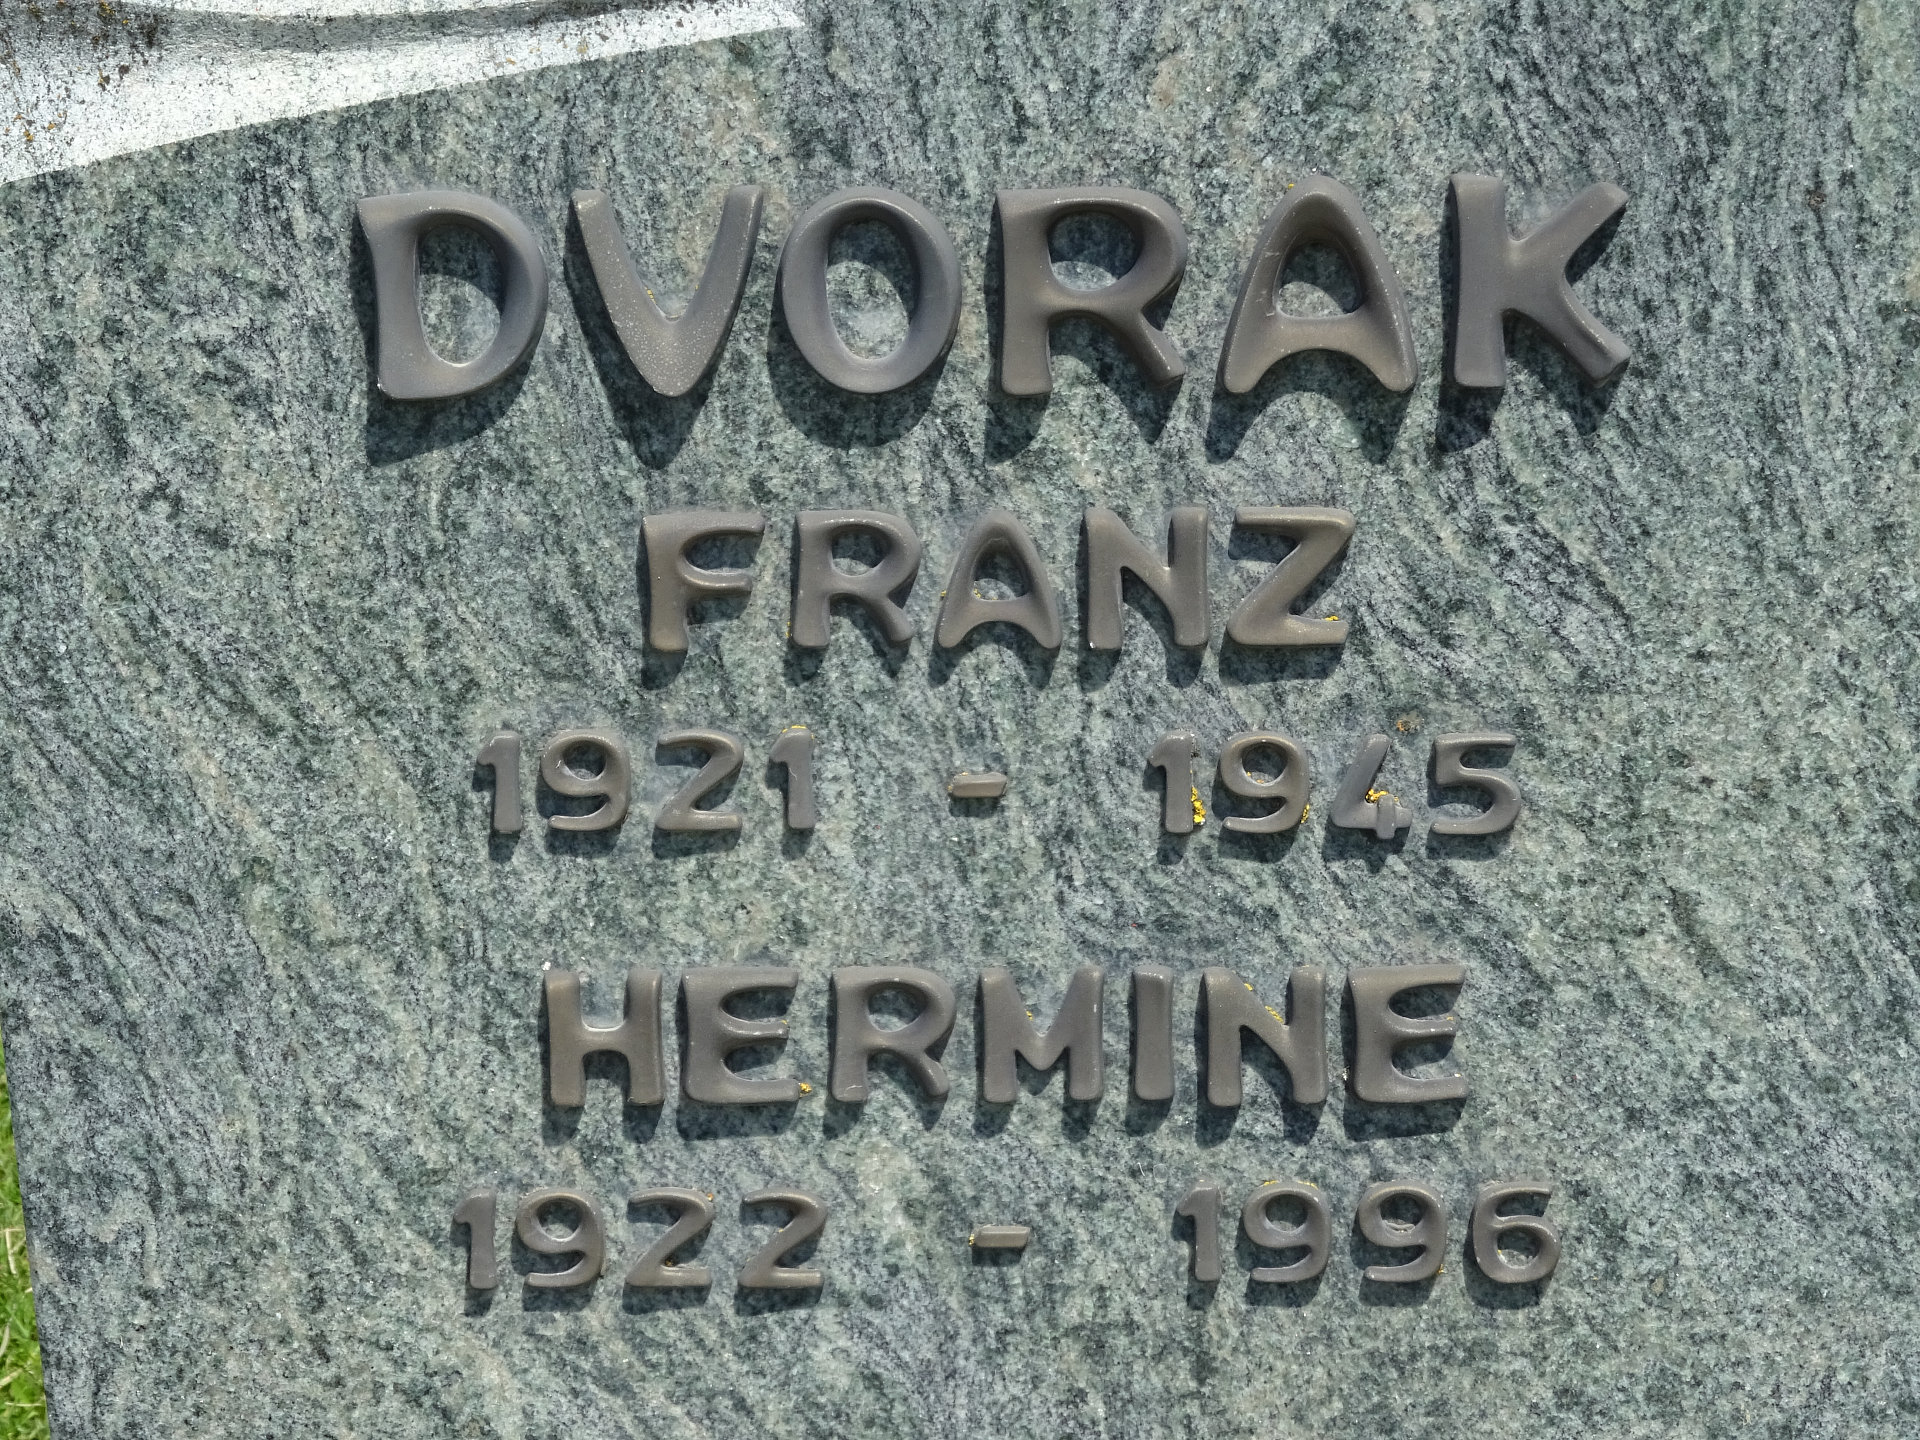 DVORAK
FRANZ
1921 - 1945
HERMINE
1922 - 1996